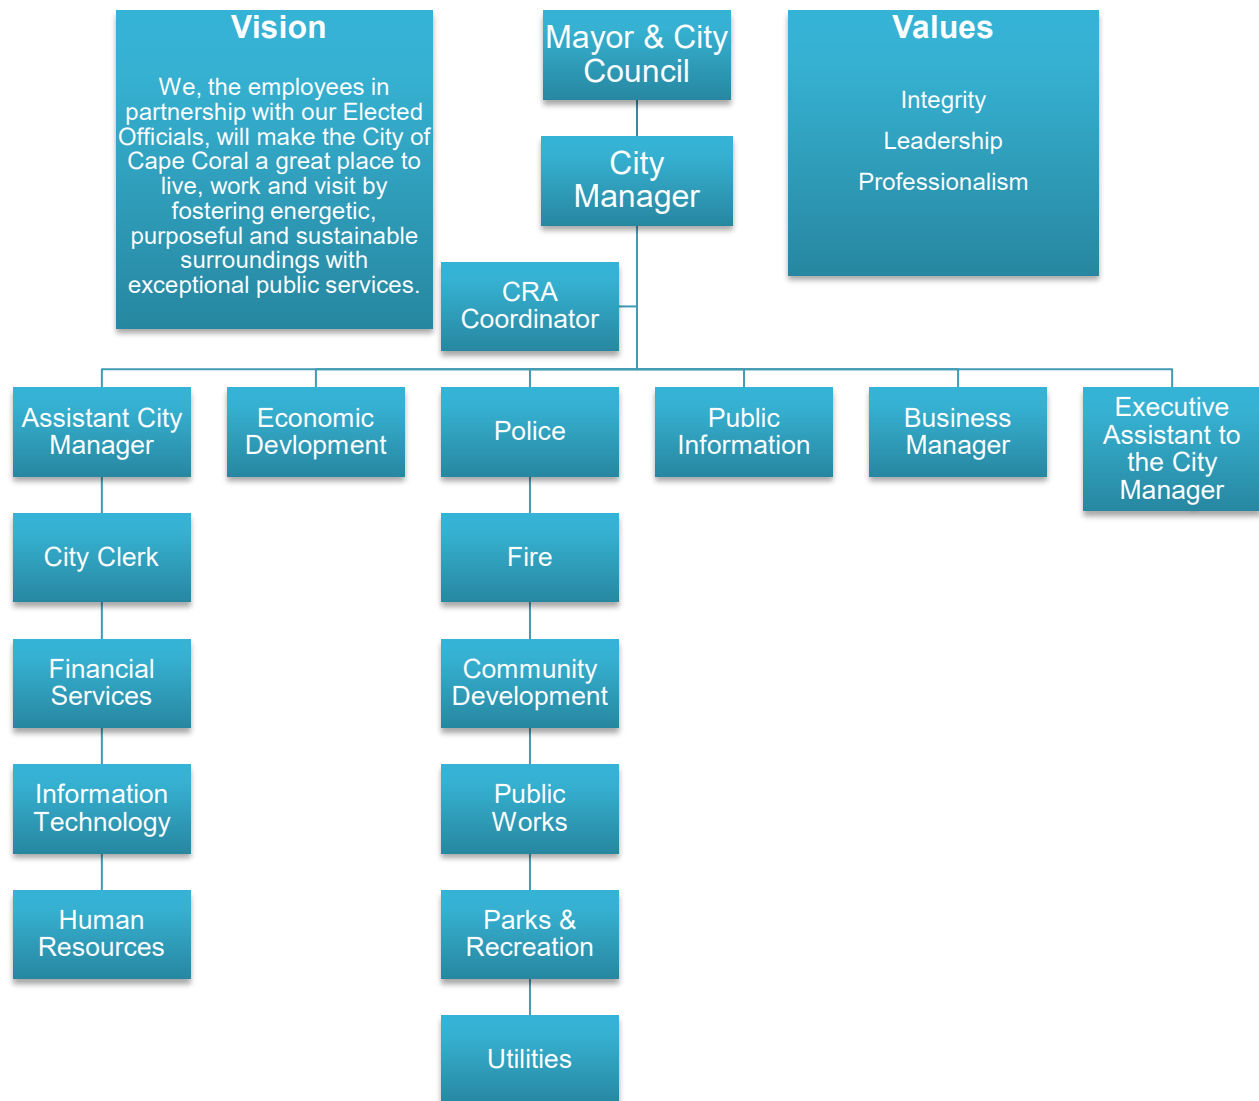 Vision
We, the employees in
partnership with our Elected
Officials, will make the City of
Cape Coral a great place to
live, work and visit by
fostering energetic,
purposeful and sustainable
surroundings with
exceptional public services.
Mayor & City
Council
Values
Integrity
Leadership
Professionalism
City
Manager
CRA
Coordinator
Assistant City
Manager
Economic
Devlopment
Police
Public
Information
Business
Manager
Executive
Assistant to
the City
Manager
City Clerk
Fire
Financial
Services
Community
Development
Information
Technology
Public
Works
Human
Resources
Parks &
Recreation
Utilities